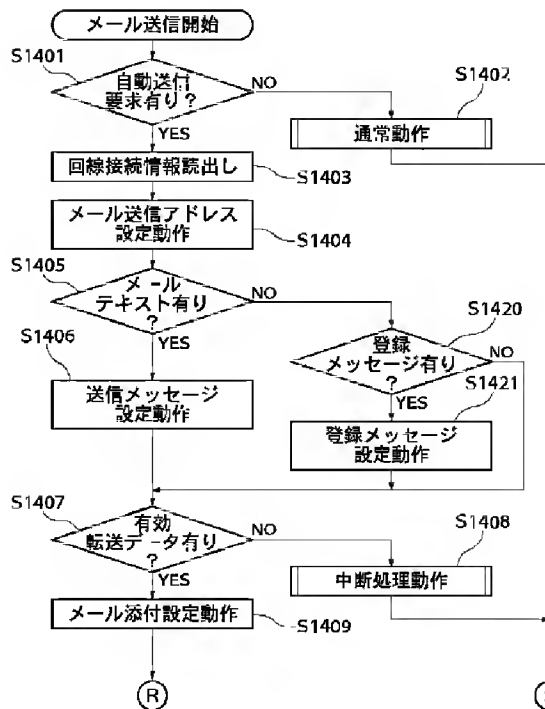 メール送信開始
S1401
自動送信
要求有り?
NO
YES
S1402
通常動作
回線接続情報読出し
S1403
メール送信アドレス
設定動作
S1404
S1405
メール
テキスト有り
?
NO
YES
S1406
送信メッセージ
設定動作
S1420
登録
メッセージ有り
?
NO
YES
S1421
登録メッセージ
設定動作
S1407
有効
転送データ有り
?
NO
YES
S1408
中断処理動作
メール添付設定動作
S1409
R